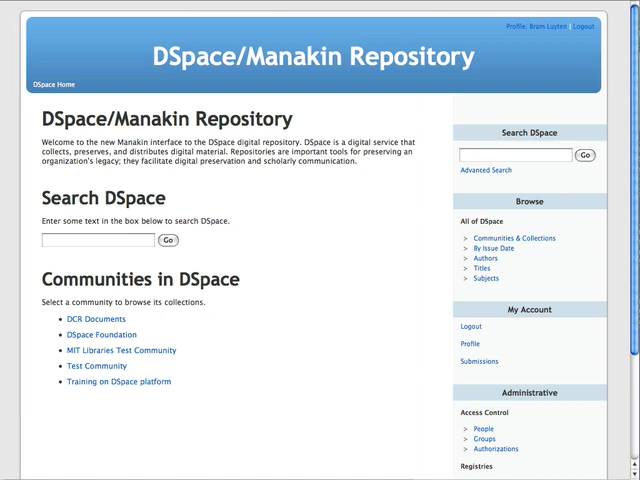 Profile: Bram Luyten | Logout
DSpace/Manakin Repository
DSpace Home
DSpace/Manakin Repository
Welcome to the new Manakin interface to the DSpace digital repository. DSpace is a digital service that
collects, preserves, and distributes digital material. Repositories are important tools for preserving an
organization's legacy; they facilitate digital preservation and scholarly communication.
Search DSpace
Enter some text in the box below to search DSpace.
Go
Communities in DSpace
Select a community to browse its collections.
• DCR Documents
• DSpace Foundation
• MIT Libraries Test Community
• Test Community
• Training on DSpace platform
Search DSpace
Go
Advanced Search
Browse
All of DSpace
> Communities & Collections
> By Issue Date
> Authors
> Titles
> Subjects
My Account
Logout
Profile
Submissions
Administrative
Access Control
> People
> Groups
> Authorizations
Registries